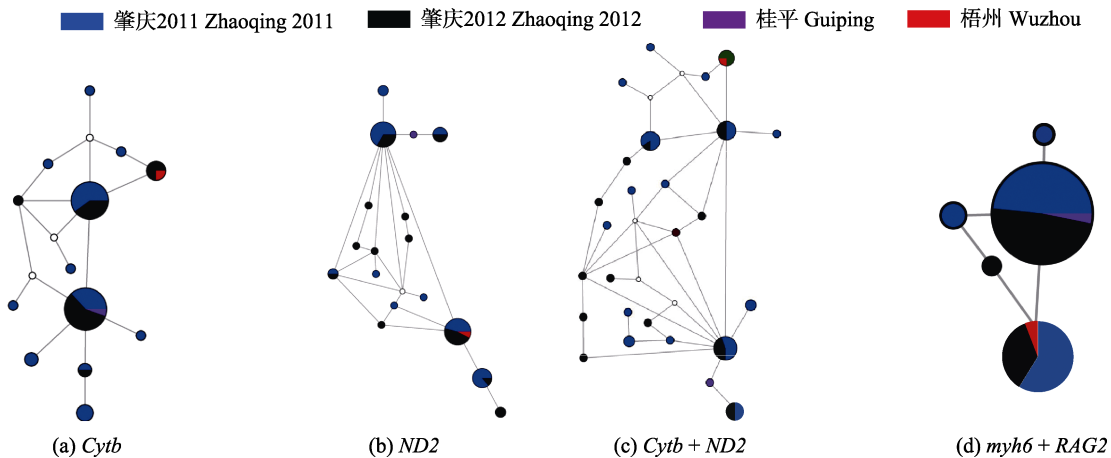 肇庆2011 Zhaoqing 2011 肇庆2012 Zhaoqing 2012 桂平 Guiping 梧州 Wuzhou
(a) Cytb (b) ND2 (c) Cytb + ND2 (d) myh6 + RAG2